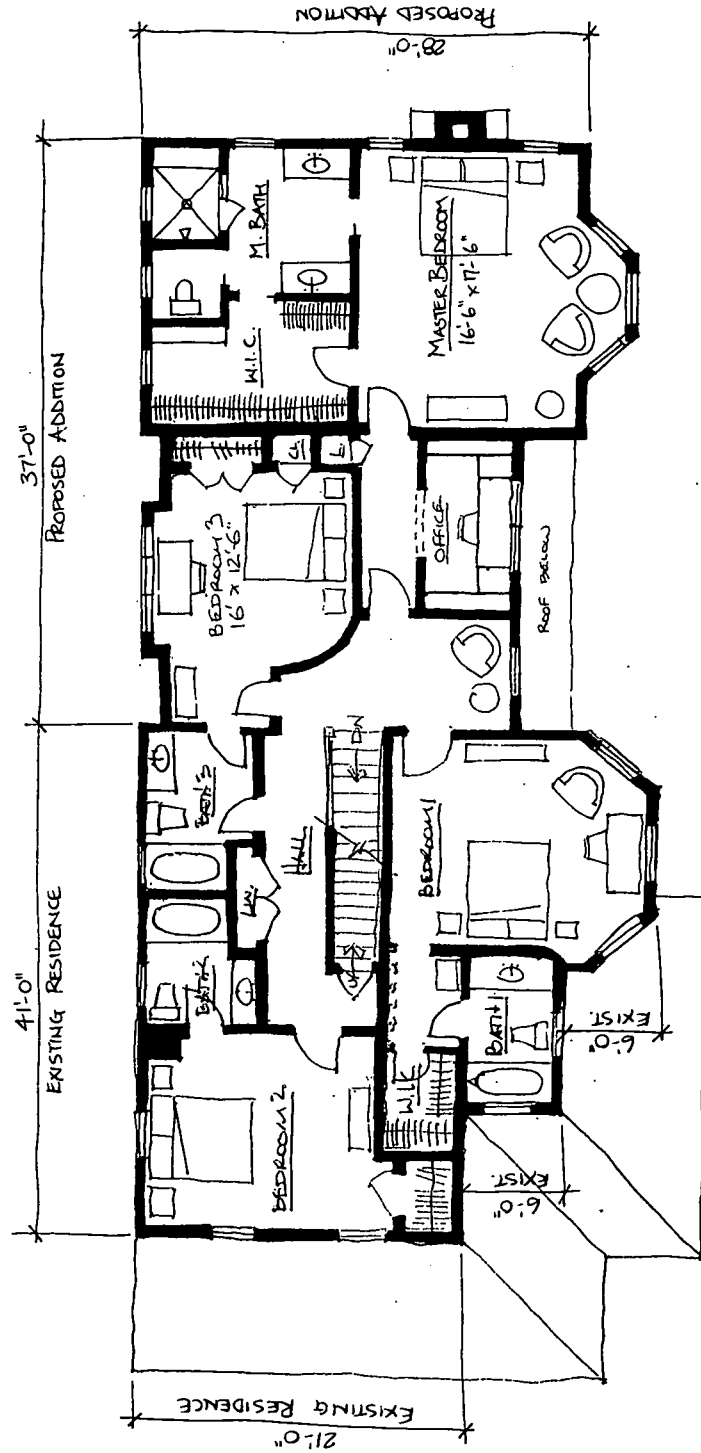 PROPOSED ADDITION
28'-0"
37'-0"
PROPOSED ADDITION
M. BATH
W.I.C.
MASTER BEDROOM
16'-6" x 17'-6"
CL.
L.
BEDROOM 3
16' x 12'-6"
OFFICE
ROOF BELOW
41'-0"
EXISTING RESIDENCE
BATH 3
DN
HALL
LIN.
UP
BEDROOM 1
BATH 2
BATH 1
W.I.C.
BEDROOM 2
EXIST.
6'-0"
EXIST.
6'-0"
EXISTING RESIDENCE
21'-0"